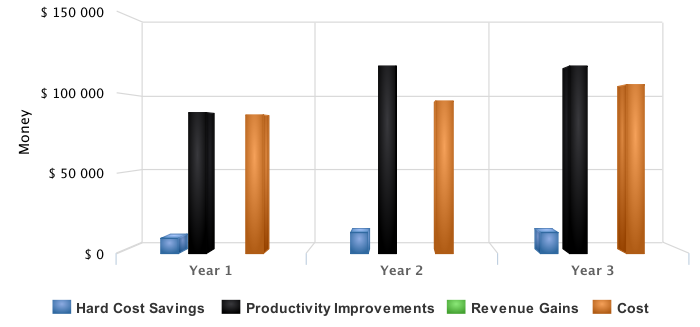 $ 150 000
$ 100 000
$ 50 000
$ 0
Money
Year 1 Year 2 Year 3
Hard Cost Savings Productivity Improvements Revenue Gains Cost